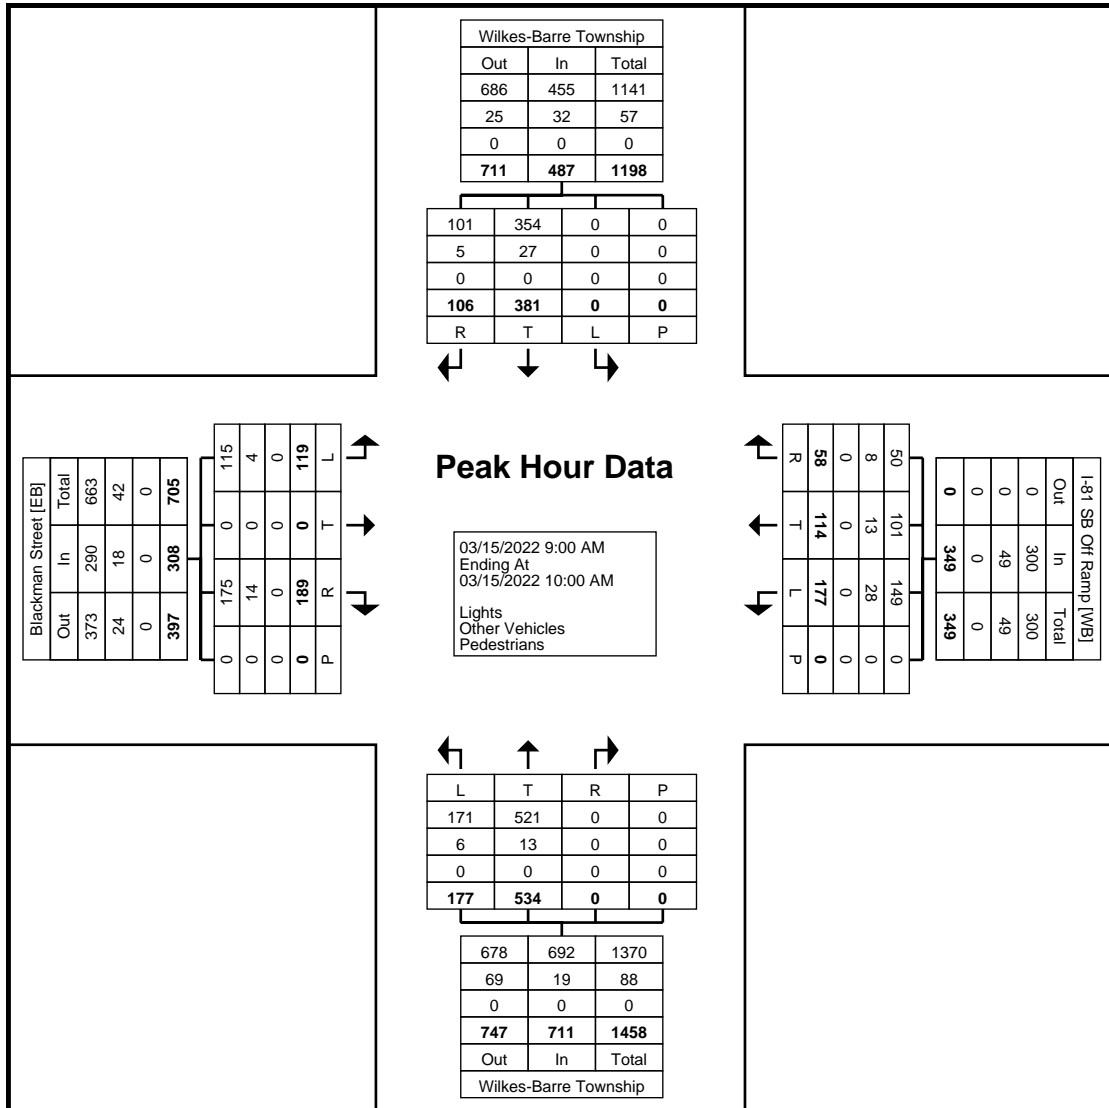 Wilkes-Barre Township
Out In Total
686 455 1141
25 32 57
0 0 0
711 487 1198
101 354 0 0
5 27 0 0
0 0 0 0
106 381 0 0
R T L P
Blackman Street [EB]
Total In Out
663 290 373
42 18 24
0 0 0
705 308 397
115 0 175 0
4 0 14 0
0 0 0 0
119 0 189 0
L T R P
Peak Hour Data
03/15/2022 9:00 AM
Ending At
03/15/2022 10:00 AM
Lights
Other Vehicles
Pedestrians
R T L P
58 114 177 0
0 0 0 0
8 13 28 0
50 101 149 0
I-81 SB Off Ramp [WB]
Out In Total
0 300 300
0 49 49
0 0 0
0 349 349
L T R P
171 521 0 0
6 13 0 0
0 0 0 0
177 534 0 0
678 692 1370
69 19 88
0 0 0
747 711 1458
Out In Total
Wilkes-Barre Township